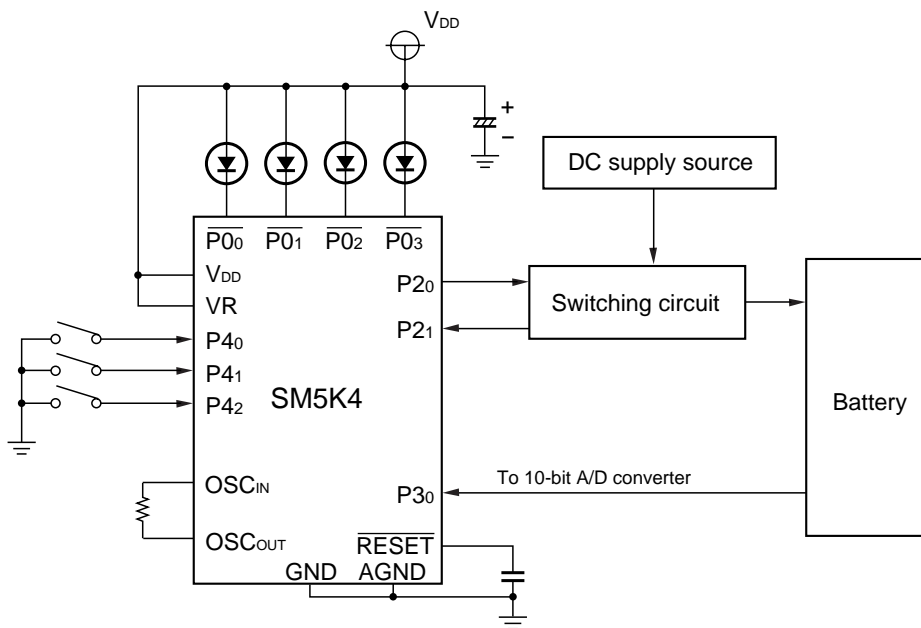 VDD
+
−
DC supply source
P00 P01 P02 P03
VDD
P20
Switching circuit
VR
P21
P40
P41
SM5K4
P42
Battery
OSCIN
To 10-bit A/D converter
P30
OSCOUT
RESET
GND AGND